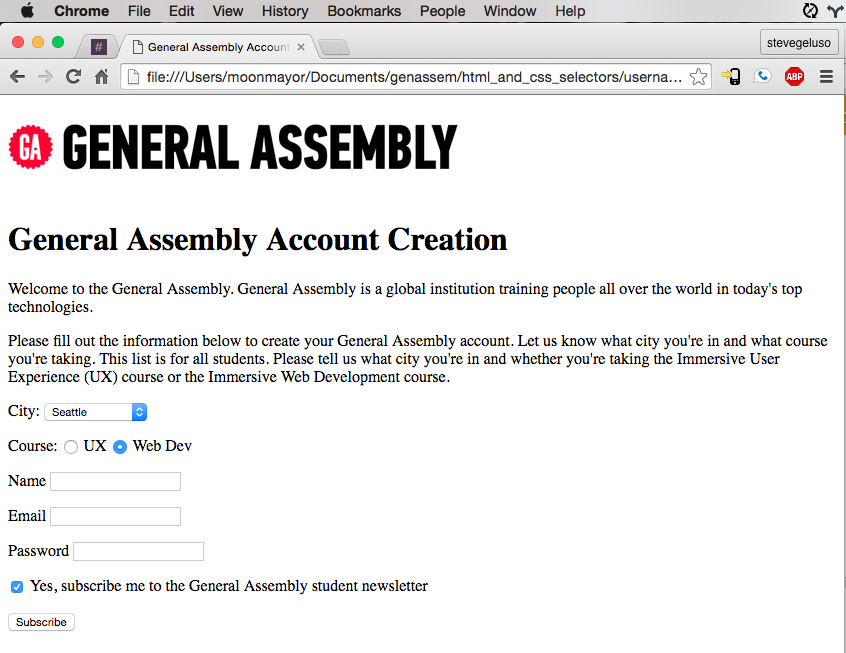 Chrome File Edit View History Bookmarks People Window Help
# General Assembly Account stevegeluso
file:///Users/moonmayor/Documents/genassem/html_and_css_selectors/userna... ABP
GA GENERAL ASSEMBLY
General Assembly Account Creation
Welcome to the General Assembly. General Assembly is a global institution training people all over the world in today's top
technologies.
Please fill out the information below to create your General Assembly account. Let us know what city you're in and what course
you're taking. This list is for all students. Please tell us what city you're in and whether you're taking the Immersive User
Experience (UX) course or the Immersive Web Development course.
City: Seattle
Course: UX Web Dev
Name
Email
Password
Yes, subscribe me to the General Assembly student newsletter
Subscribe